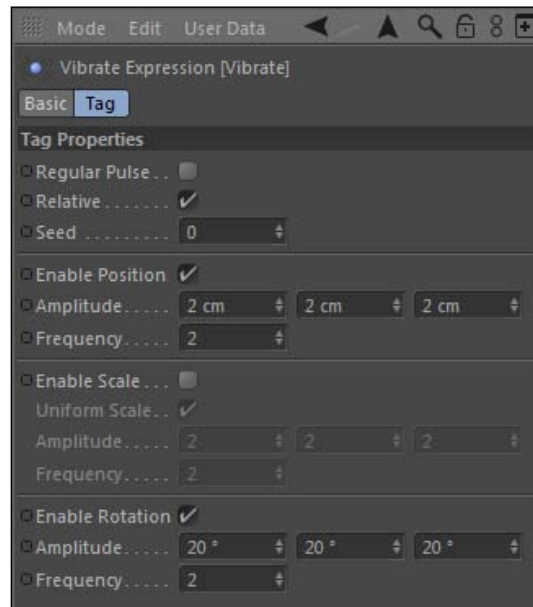 Mode Edit User Data
Vibrate Expression [Vibrate]
Basic Tag
Tag Properties
Regular Pulse . .
Relative . . . . . . .
Seed . . . . . . . . . 0
Enable Position
Amplitude. . . . . 2 cm 2 cm 2 cm
Frequency. . . . . 2
Enable Scale . . .
Uniform Scale. .
Amplitude. . . . . 2 2 2
Frequency. . . . . 2
Enable Rotation
Amplitude. . . . . 20 ° 20 ° 20 °
Frequency. . . . . 2